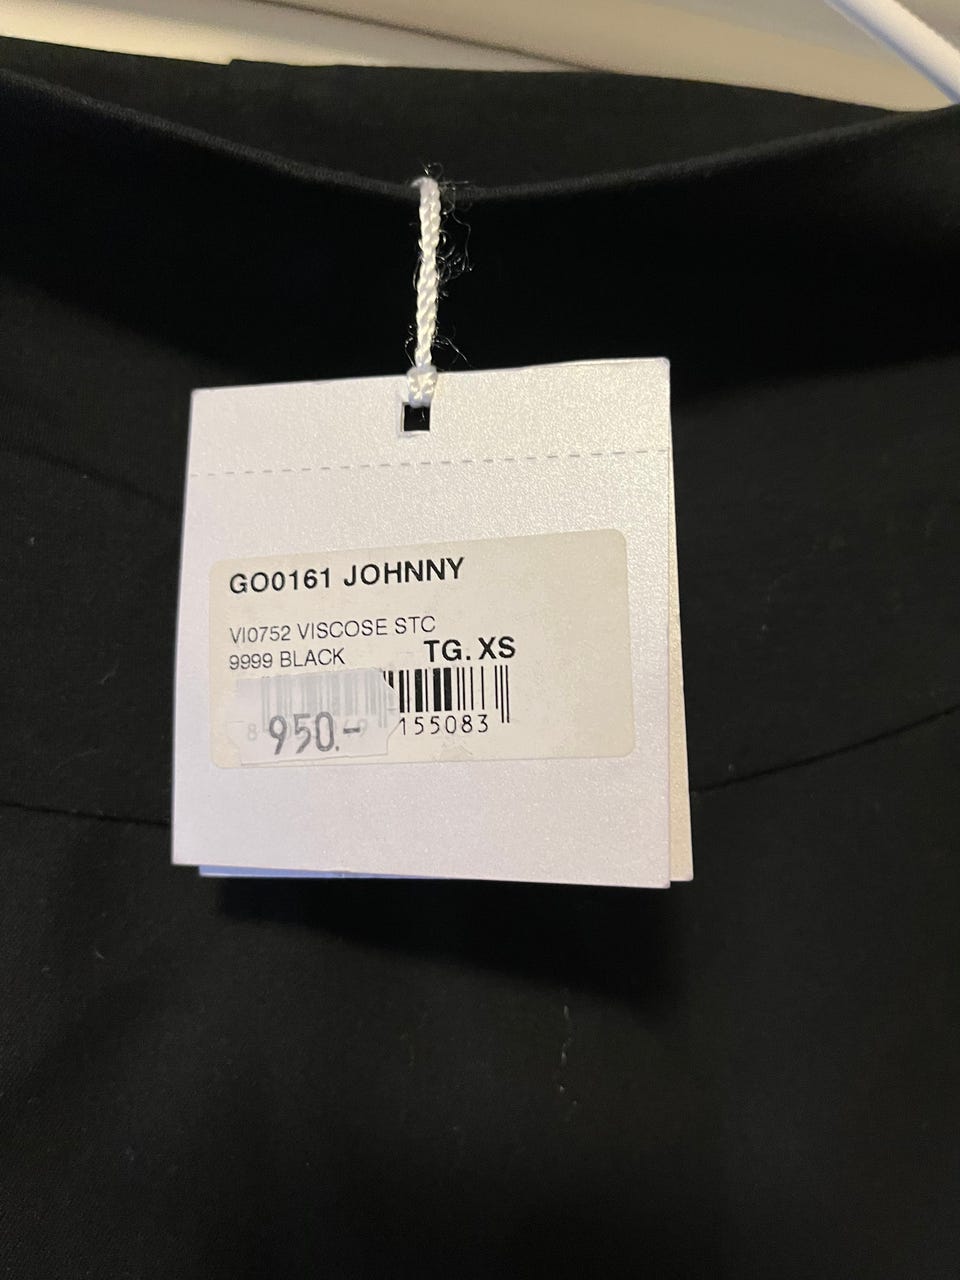 GO0161 JOHNNY
VI0752 VISCOSE STC
9999 BLACK TG. XS
950.-
155083